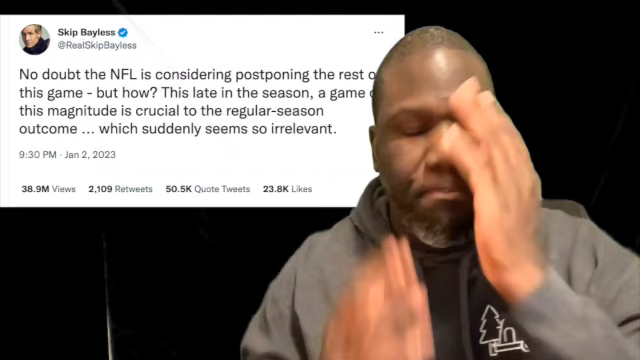 Skip Bayless
@RealSkipBayless
No doubt the NFL is considering postponing the rest o
this game - but how? This late in the season, a game
this magnitude is crucial to the regular-season
outcome ... which suddenly seems so irrelevant.
9:30 PM · Jan 2, 2023
38.9M Views 2,109 Retweets 50.5K Quote Tweets 23.8K Likes